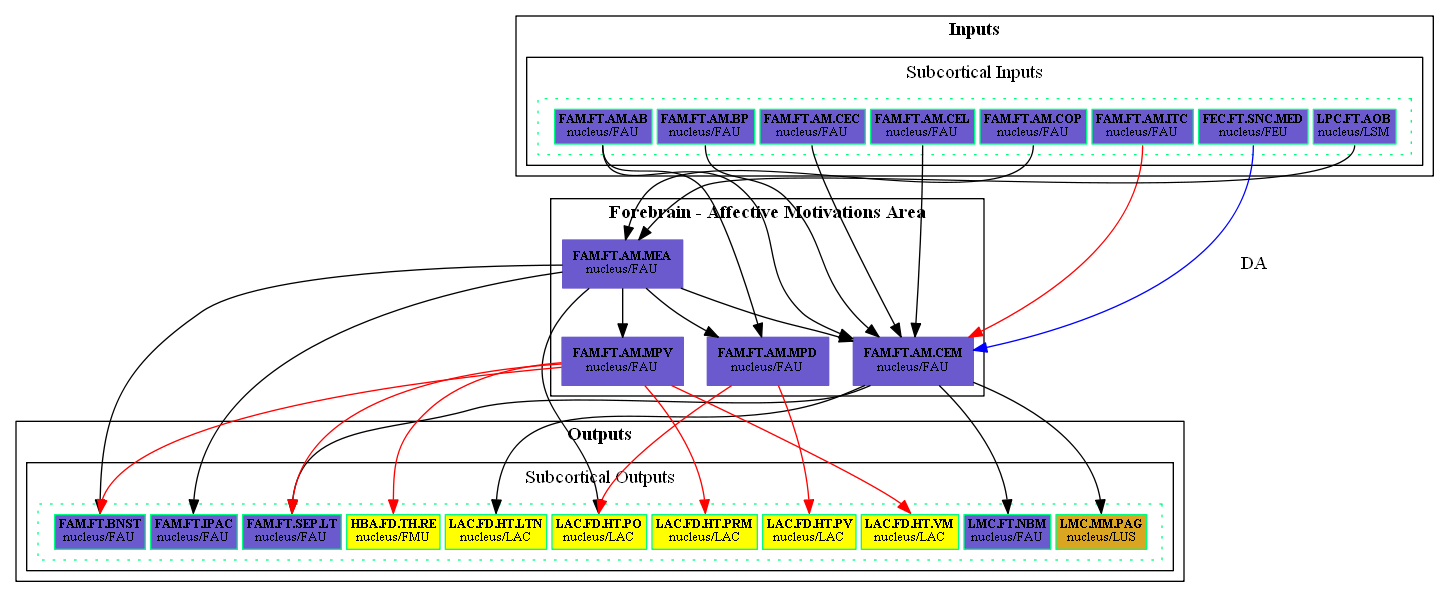 Inputs
Subcortical Inputs
FAM.FT.AM.AB
nucleus/FAU
FAM.FT.AM.BP
nucleus/FAU
FAM.FT.AM.CEC
nucleus/FAU
FAM.FT.AM.CEL
nucleus/FAU
FAM.FT.AM.COP
nucleus/FAU
FAM.FT.AM.ITC
nucleus/FAU
FEC.FT.SNC.MED
nucleus/FEU
LPC.FT.AOB
nucleus/LSM
Forebrain - Affective Motivations Area
FAM.FT.AM.MEA
nucleus/FAU
DA
FAM.FT.AM.MPV
nucleus/FAU
FAM.FT.AM.MPD
nucleus/FAU
FAM.FT.AM.CEM
nucleus/FAU
Outputs
Subcortical Outputs
FAM.FT.BNST
nucleus/FAU
FAM.FT.IPAC
nucleus/FAU
FAM.FT.SEP.LT
nucleus/FAU
HBA.FD.TH.RE
nucleus/FMU
LAC.FD.HT.LTN
nucleus/LAC
LAC.FD.HT.PO
nucleus/LAC
LAC.FD.HT.PRM
nucleus/LAC
LAC.FD.HT.PV
nucleus/LAC
LAC.FD.HT.VM
nucleus/LAC
LMC.FT.NBM
nucleus/FAU
LMC.MM.PAG
nucleus/LUS